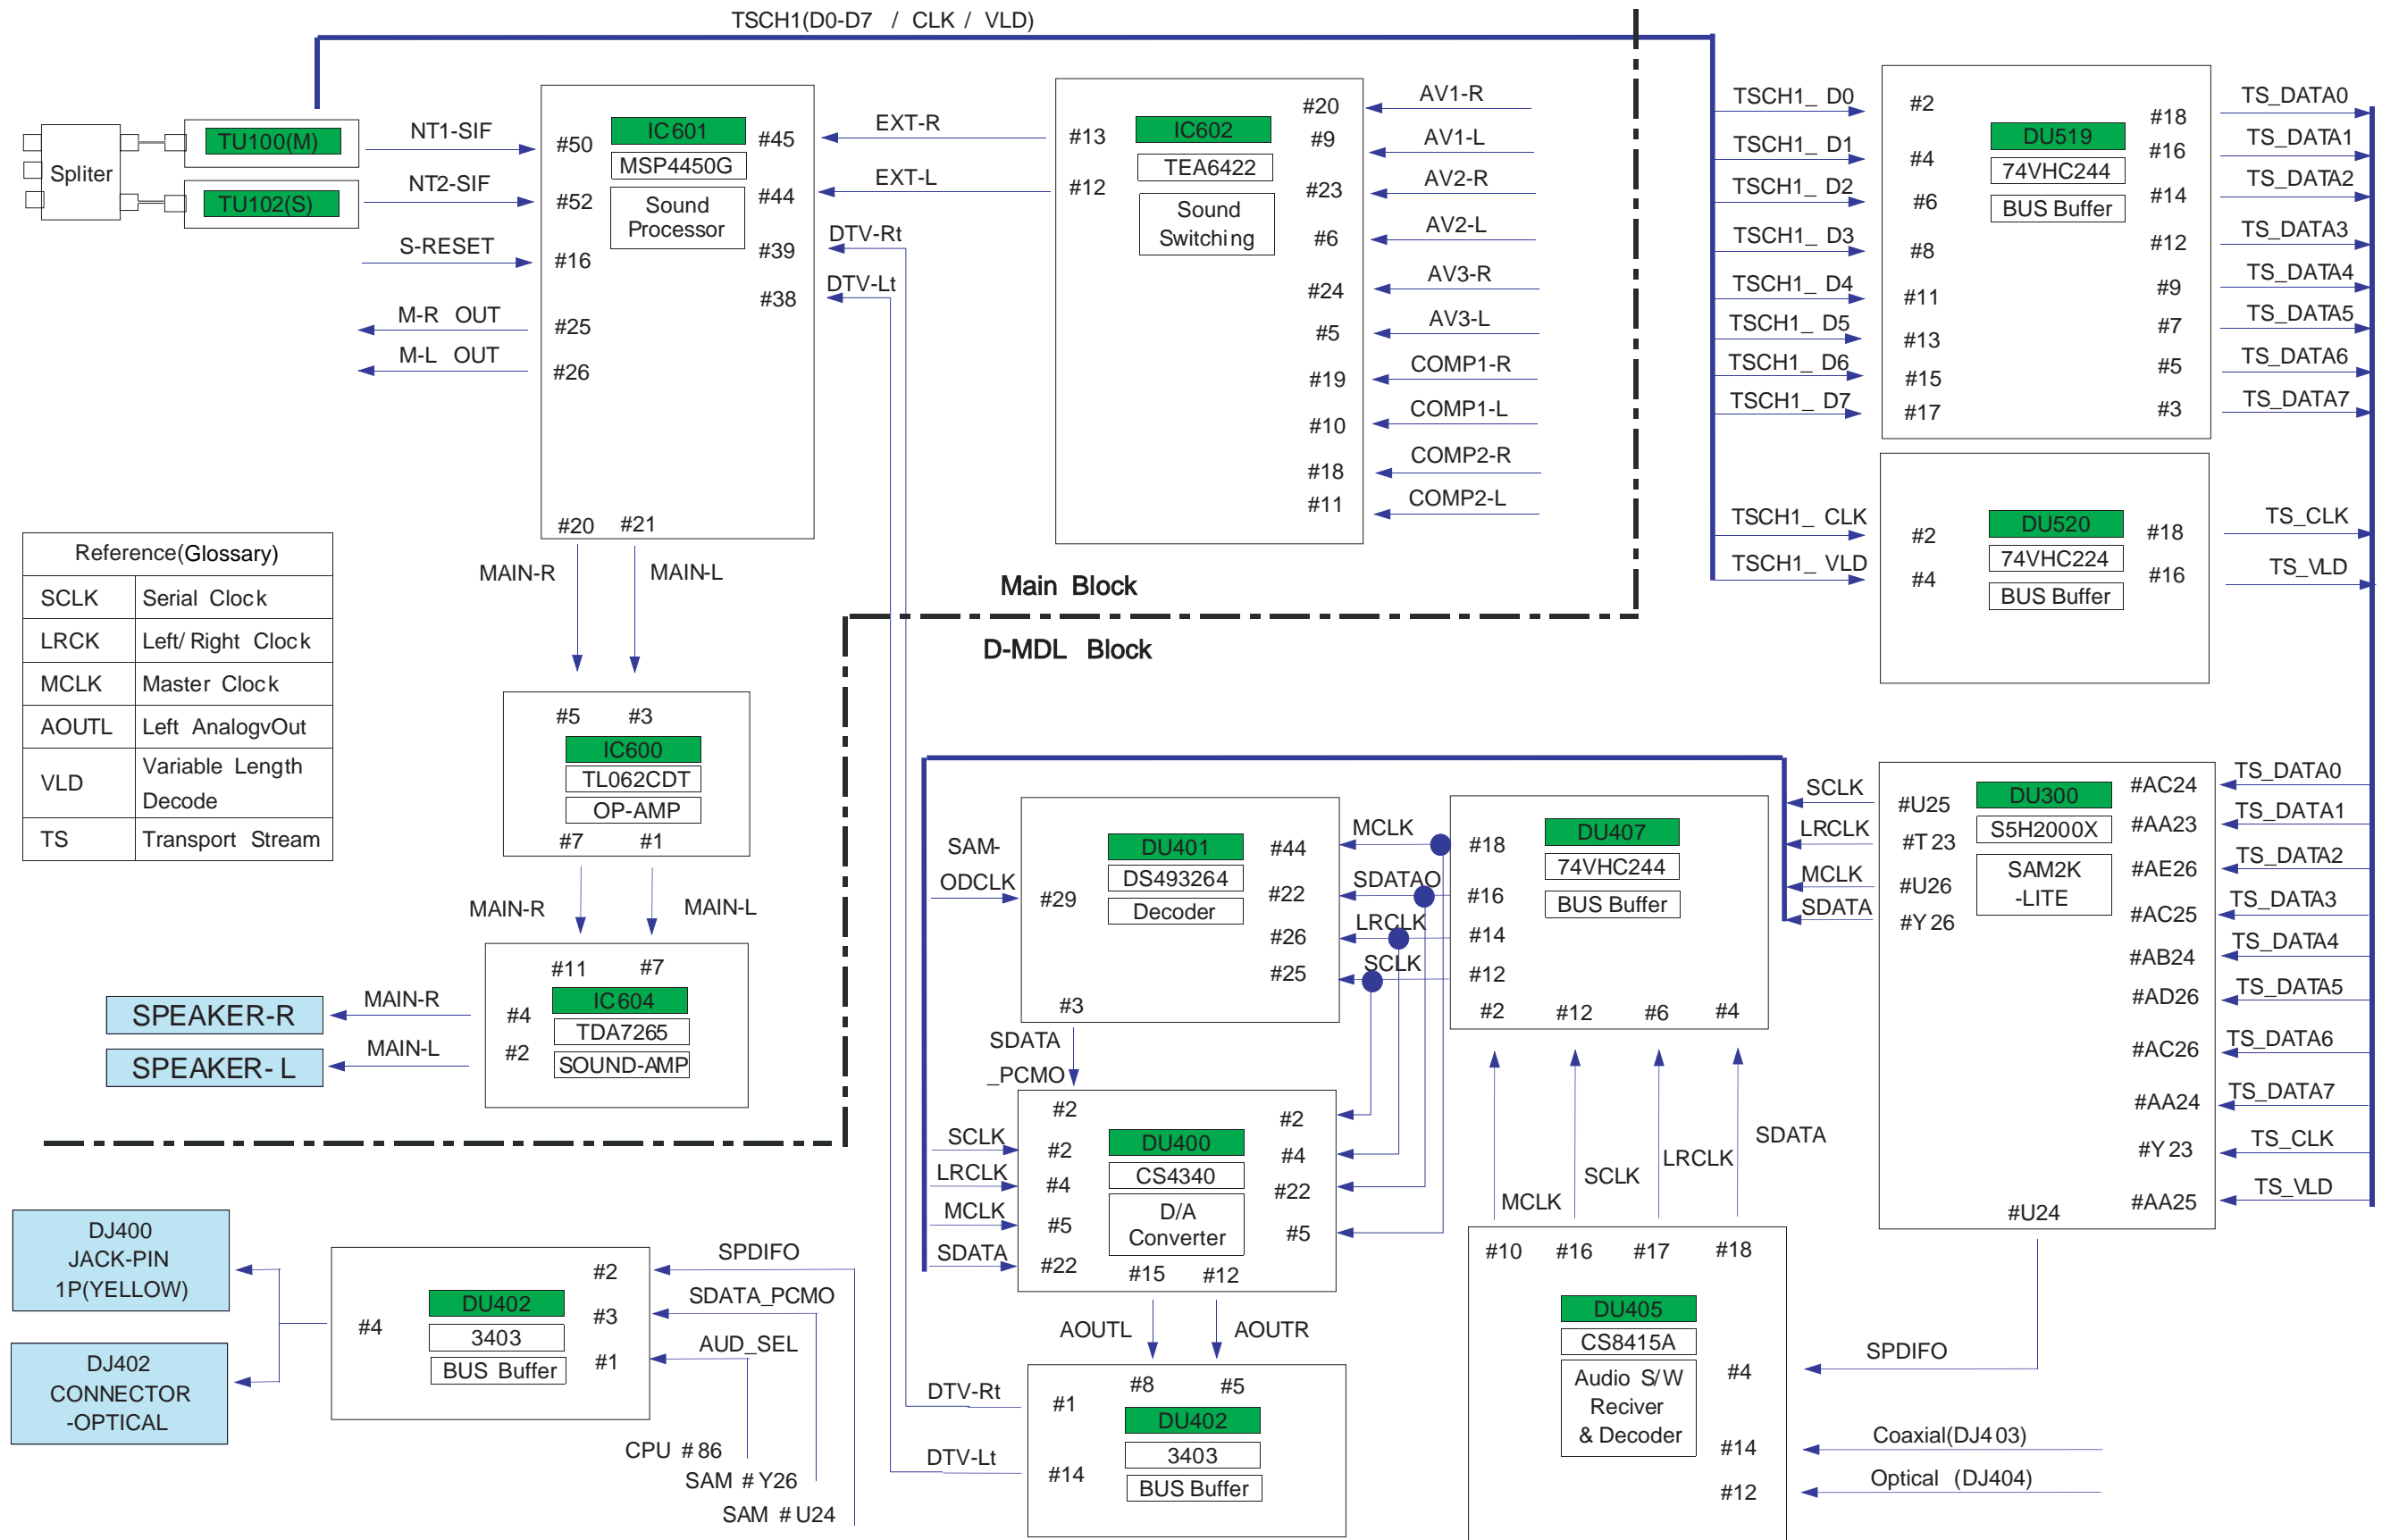 TSCH1(D0-D7 / CLK / VLD)
Spliter
TU100(M)
TU102(S)
NT1-SIF
NT2-SIF
S-RESET
M-R OUT
M-L OUT
#50
#52
#16
#25
#26
IC601
MSP4450G
Sound
Processor
#45
#44
#39
#38
#20
#21
EXT-R
EXT-L
DTV-Rt
DTV-Lt
#13
#12
IC602
TEA6422
Sound
Switching
#20
#9
#23
#6
#24
#5
#19
#10
#18
#11
AV1-R
AV1-L
AV2-R
AV2-L
AV3-R
AV3-L
COMP1-R
COMP1-L
COMP2-R
COMP2-L
TSCH1_ D0
TSCH1_ D1
TSCH1_ D2
TSCH1_ D3
TSCH1_ D4
TSCH1_ D5
TSCH1_ D6
TSCH1_ D7
#2
#4
#6
#8
#11
#13
#15
#17
DU519
74VHC244
BUS Buffer
#18
#16
#14
#12
#9
#7
#5
#3
TS_DATA0
TS_DATA1
TS_DATA2
TS_DATA3
TS_DATA4
TS_DATA5
TS_DATA6
TS_DATA7
TSCH1_ CLK
TSCH1_ VLD
#2
#4
DU520
74VHC224
BUS Buffer
#18
#16
TS_CLK
TS_VLD
Reference(Glossary)
SCLK Serial Clock
LRCK Left/Right Clock
MCLK Master Clock
AOUTL Left AnalogvOut
VLD Variable Length
Decode
TS Transport Stream
MAIN-R
MAIN-L
Main Block
D-MDL Block
#5 #3
IC600
TL062CDT
OP-AMP
#7 #1
MAIN-R
MAIN-L
#11 #7
#4
#2
IC604
TDA7265
SOUND-AMP
MAIN-R
MAIN-L
SPEAKER-R
SPEAKER-L
SAM-
ODCLK
#29
DU401
DS493264
Decoder
#44
#22
#26
#25
#3
MCLK
SDATAO
LRCLK
SCLK
#18
#16
#14
#12
DU407
74VHC244
BUS Buffer
#2 #12 #6 #4
SCLK
LRCLK
MCLK
SDATA
#U25
#T23
#U26
#Y26
DU300
S5H2000X
SAM2K
-LITE
#AC24
#AA23
#AE26
#AC25
#AB24
#AD26
#AC26
#AA24
#Y23
#AA25
#U24
TS_DATA0
TS_DATA1
TS_DATA2
TS_DATA3
TS_DATA4
TS_DATA5
TS_DATA6
TS_DATA7
TS_CLK
TS_VLD
SDATA
_PCMO
SCLK
LRCLK
MCLK
SDATA
#2
#2
#4
#5
#22
DU400
CS4340
D/A
Converter
#2
#4
#22
#5
#15 #12
AOUTL
AOUTR
MCLK
SCLK
LRCLK
SDATA
#10 #16 #17 #18
DU405
CS8415A
Audio S/W
Reciver
& Decoder
#4
#14
#12
SPDIFO
Coaxial(DJ403)
Optical (DJ404)
DTV-Rt
DTV-Lt
#8 #5
#1
#14
DU402
3403
BUS Buffer
DJ400
JACK-PIN
1P(YELLOW)
DJ402
CONNECTOR
-OPTICAL
#4
DU402
3403
BUS Buffer
#2
#3
#1
SPDIFO
SDATA_PCMO
AUD_SEL
CPU #86
SAM #Y26
SAM #U24